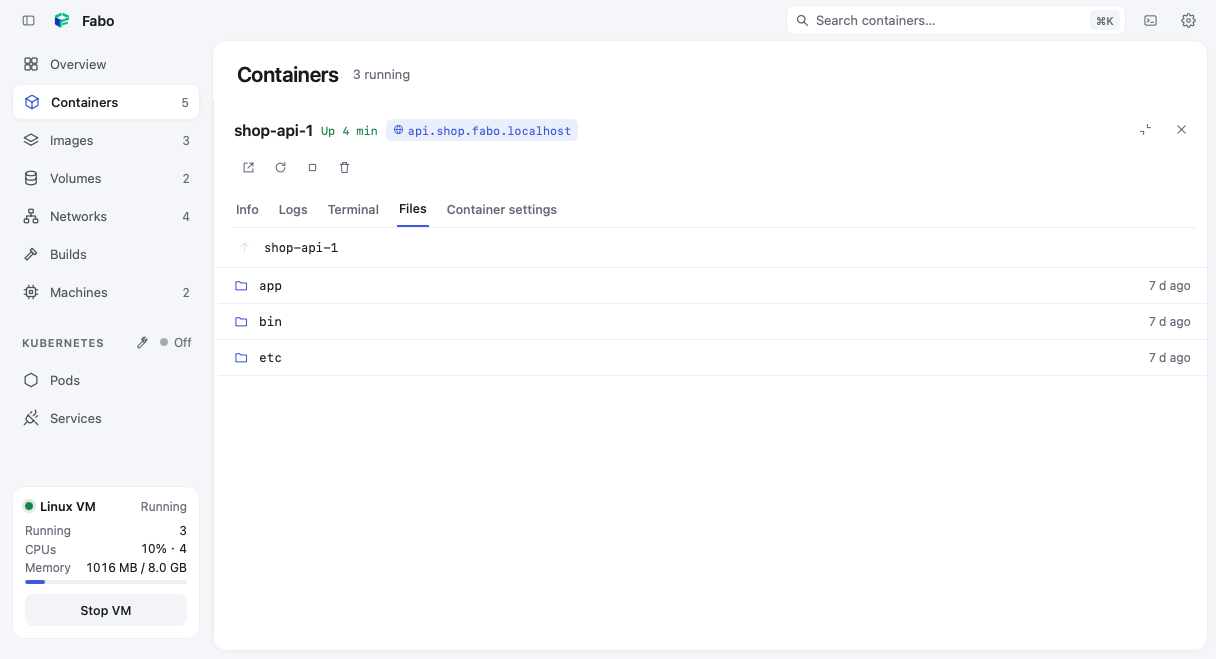 Fabo
Search containers...
⌘K
Overview
Containers 5
Images 3
Volumes 2
Networks 4
Builds
Machines 2
KUBERNETES Off
Pods
Services
Linux VM Running
Running 3
CPUs 10% · 4
Memory 1016 MB / 8.0 GB
Stop VM
Containers 3 running
shop-api-1 Up 4 min api.shop.fabo.localhost
Info Logs Terminal Files Container settings
shop-api-1
app 7 d ago
bin 7 d ago
etc 7 d ago